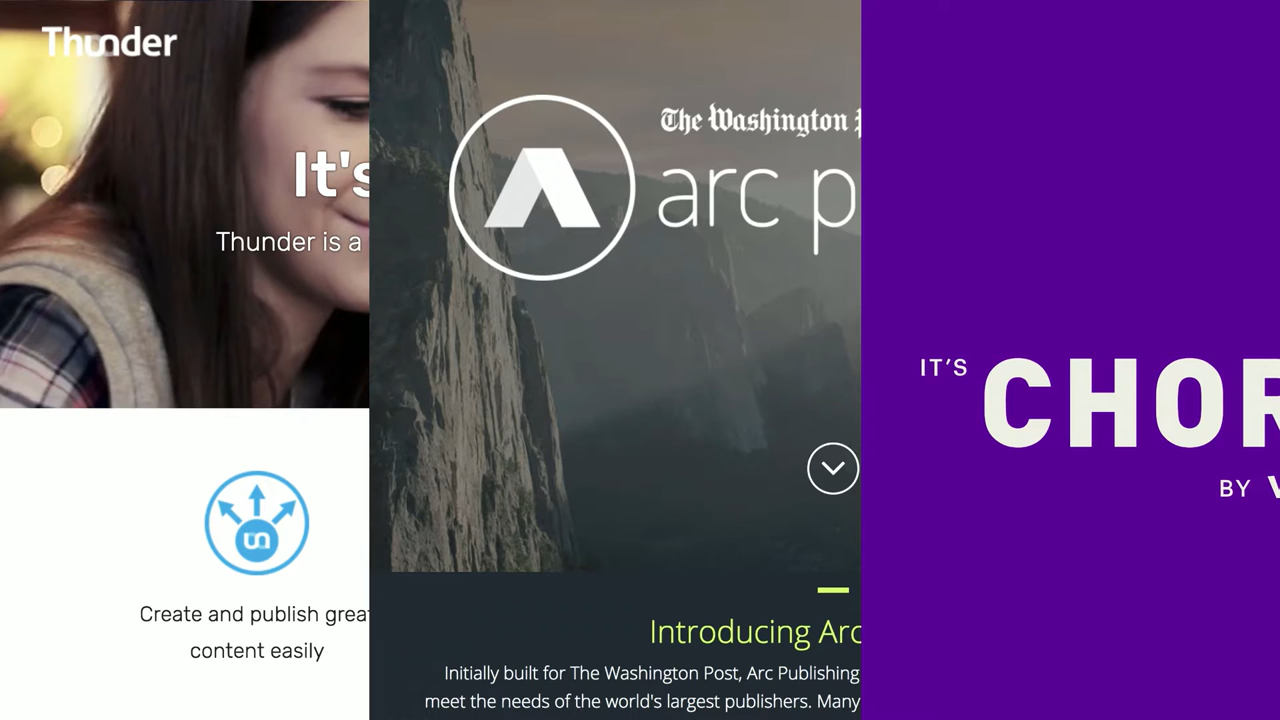 Thunder
It's
Thunder is a
Create and publish grea
content easily
The Washington
arc p
Introducing Arc
Initially built for The Washington Post, Arc Publishing
meet the needs of the world's largest publishers. Many
IT'S
CHOR
BY